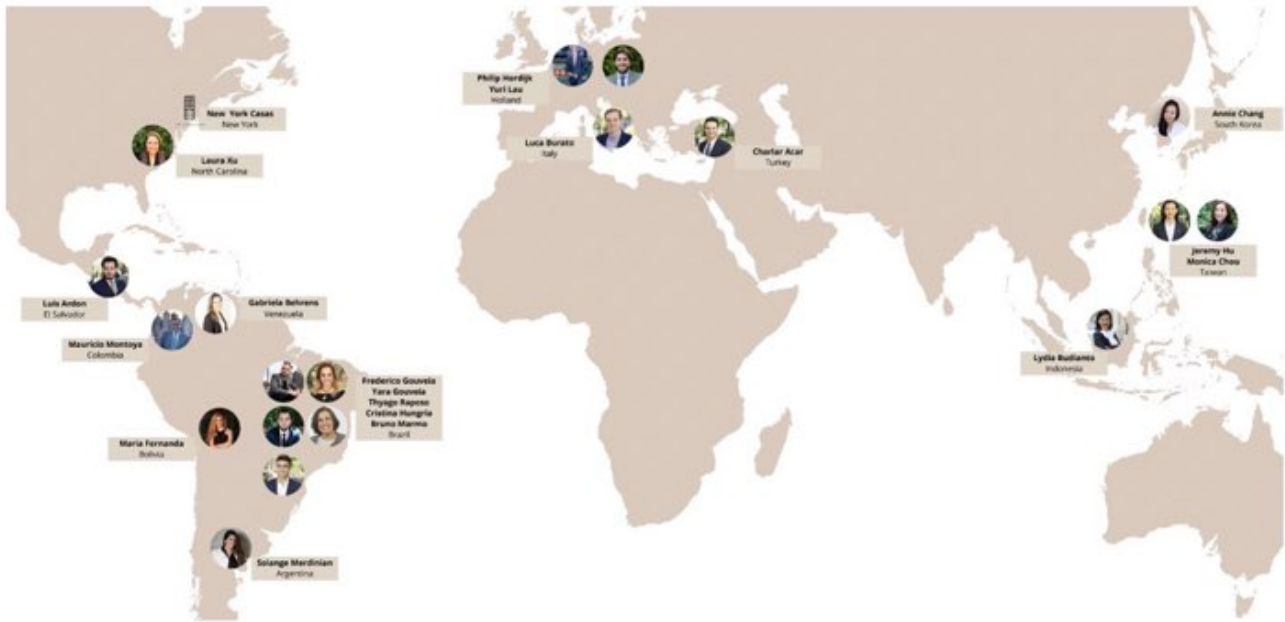 New York Casas
New York
Laura Xu
North Carolina
Philip Hordijk
Yuri Lau
Holland
Luca Burato
Italy
Charlar Acar
Turkey
Annie Chang
South Korea
Jeremy Hu
Monica Chou
Taiwan
Luis Ardon
El Salvador
Gabriela Behrens
Venezuela
Mauricio Montoya
Colombia
Lydia Budianto
Indonesia
Frederico Gouveia
Yara Gouveia
Thyago Raposo
Cristina Hungria
Bruno Marmo
Brazil
Maria Fernanda
Bolivia
Solange Merdinian
Argentina